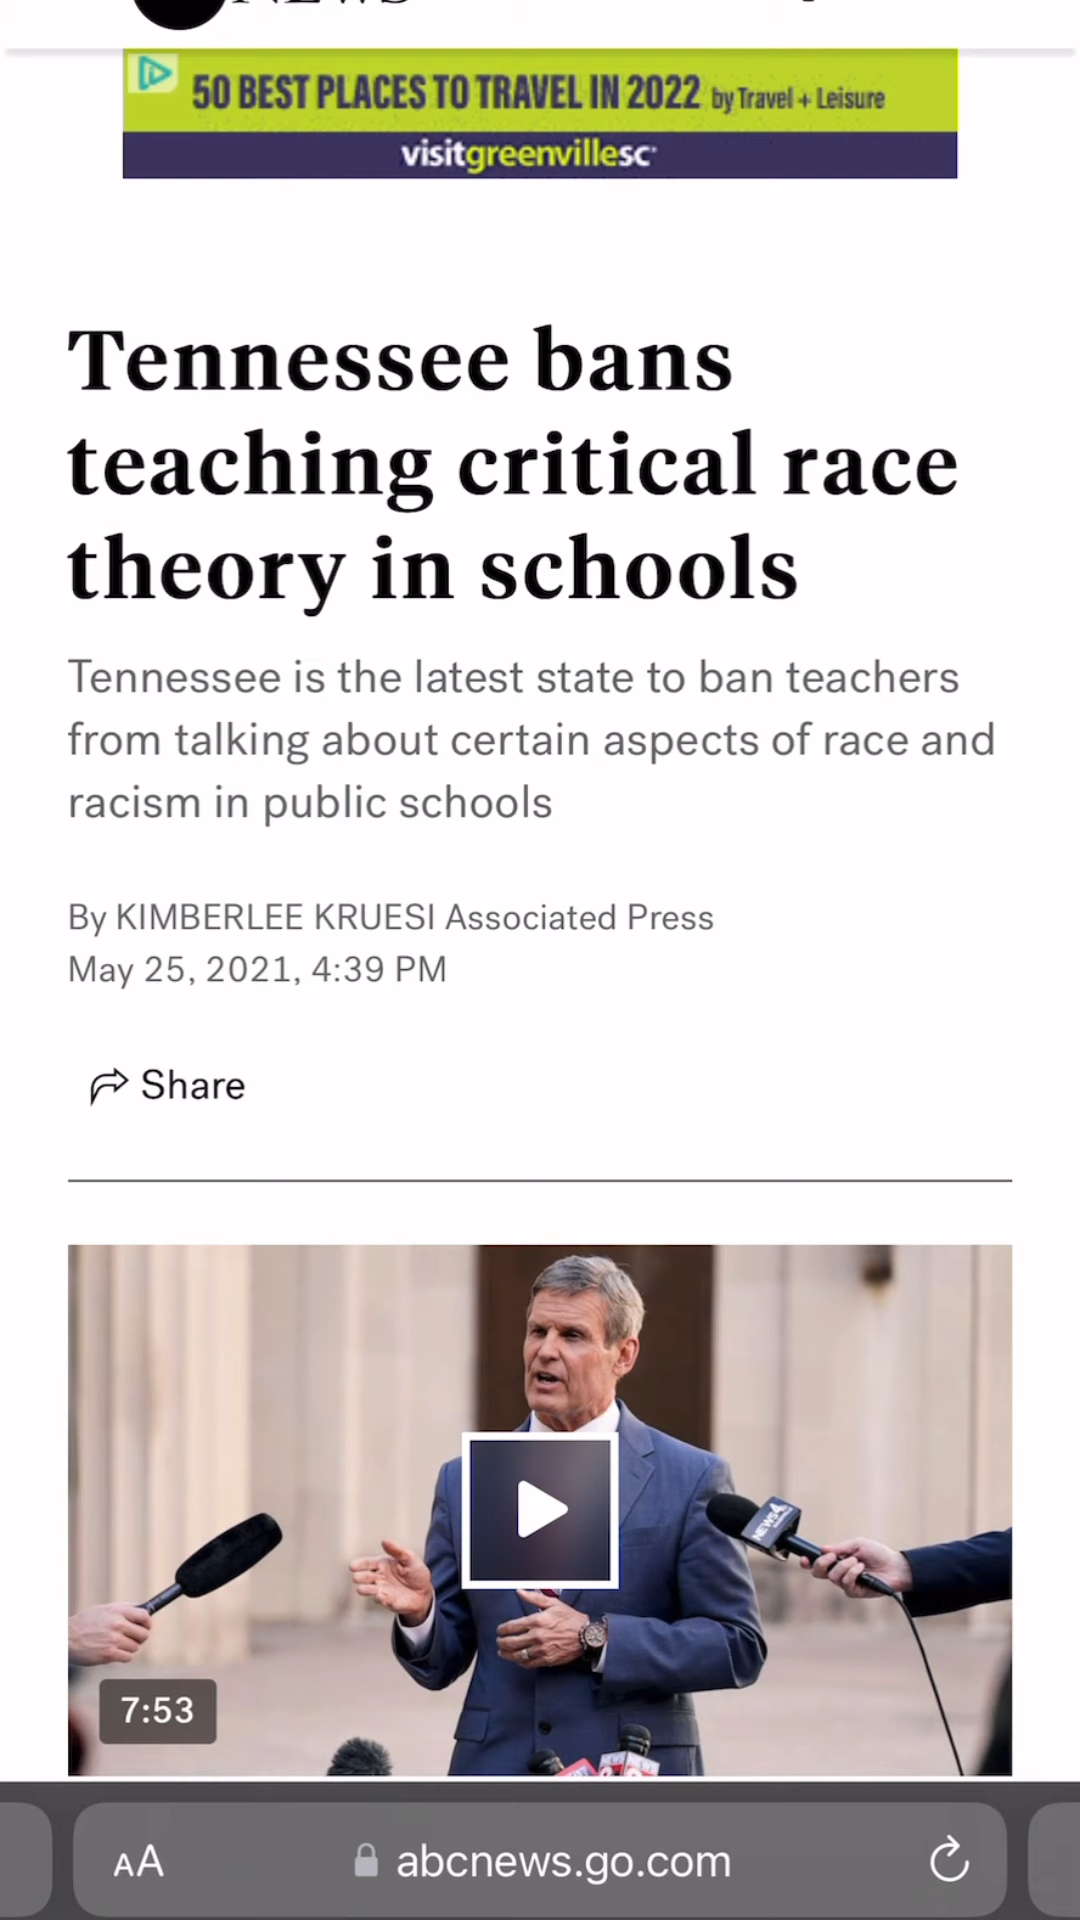 NEWS
50 BEST PLACES TO TRAVEL IN 2022 by Travel + Leisure
visitgreenvillesc
Tennessee bans
teaching critical race
theory in schools
Tennessee is the latest state to ban teachers
from talking about certain aspects of race and
racism in public schools
By KIMBERLEE KRUESI Associated Press
May 25, 2021, 4:39 PM
Share
NEWS4
7:53
AA abcnews.go.com